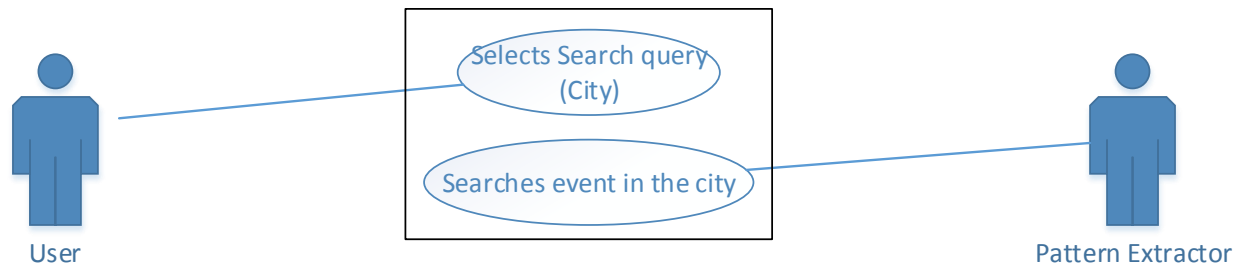 Selects Search query
(City)
Searches event in the city
User
Pattern Extractor